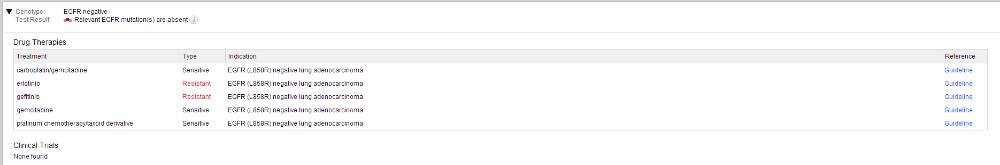 Genotype: EGFR negative
Test Result: Relevant EGFR mutation(s) are absent i
Drug Therapies
Treatment Type Indication Reference
carboplatin/gemcitabine Sensitive EGFR (L858R) negative lung adenocarcinoma Guideline
erlotinib Resistant EGFR (L858R) negative lung adenocarcinoma Guideline
gefitinib Resistant EGFR (L858R) negative lung adenocarcinoma Guideline
gemcitabine Sensitive EGFR (L858R) negative lung adenocarcinoma Guideline
platinum chemotherapy/taxoid derivative Sensitive EGFR (L858R) negative lung adenocarcinoma Guideline
Clinical Trials
None found